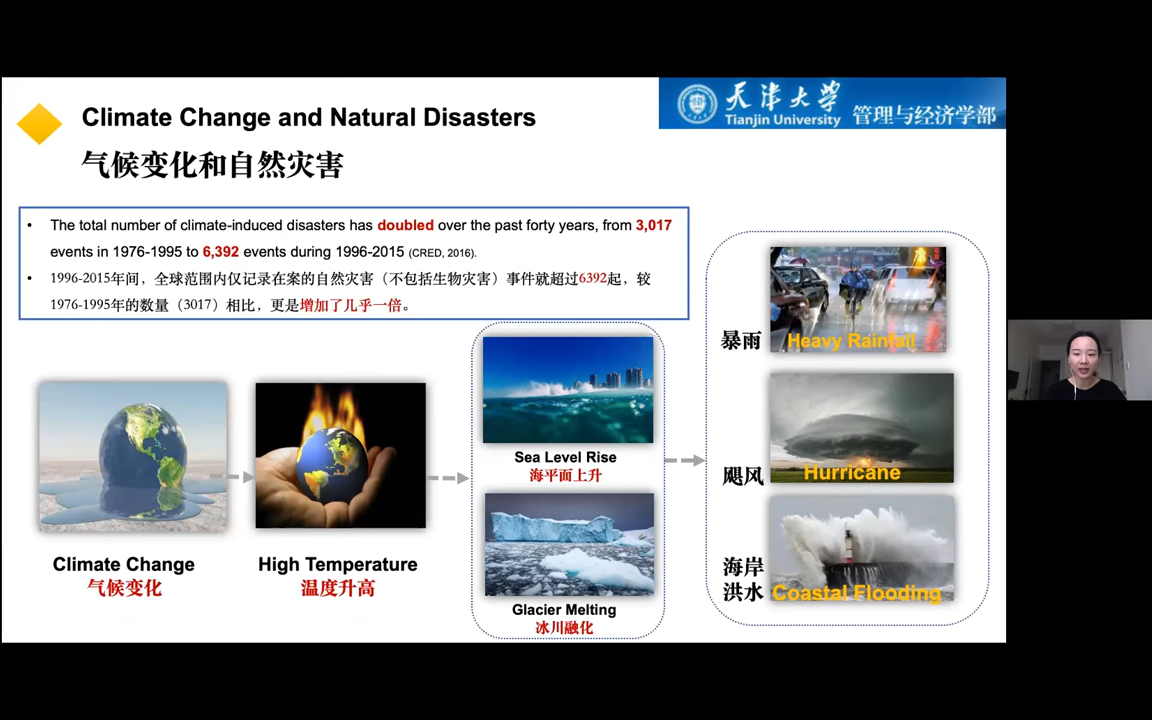 Climate Change and Natural Disasters
气候变化和自然灾害
天津大学
Tianjin University
管理与经济学部
• The total number of climate-induced disasters has doubled over the past forty years, from 3,017
events in 1976-1995 to 6,392 events during 1996-2015 (CRED, 2016).
• 1996-2015年间，全球范围内仅记录在案的自然灾害（不包括生物灾害）事件就超过6392起，较
1976-1995年的数量（3017）相比，更是增加了几乎一倍。
Climate Change
气候变化
High Temperature
温度升高
Sea Level Rise
海平面上升
Glacier Melting
冰川融化
暴雨
Heavy Rainfall
飓风
Hurricane
海岸
洪水
Coastal Flooding